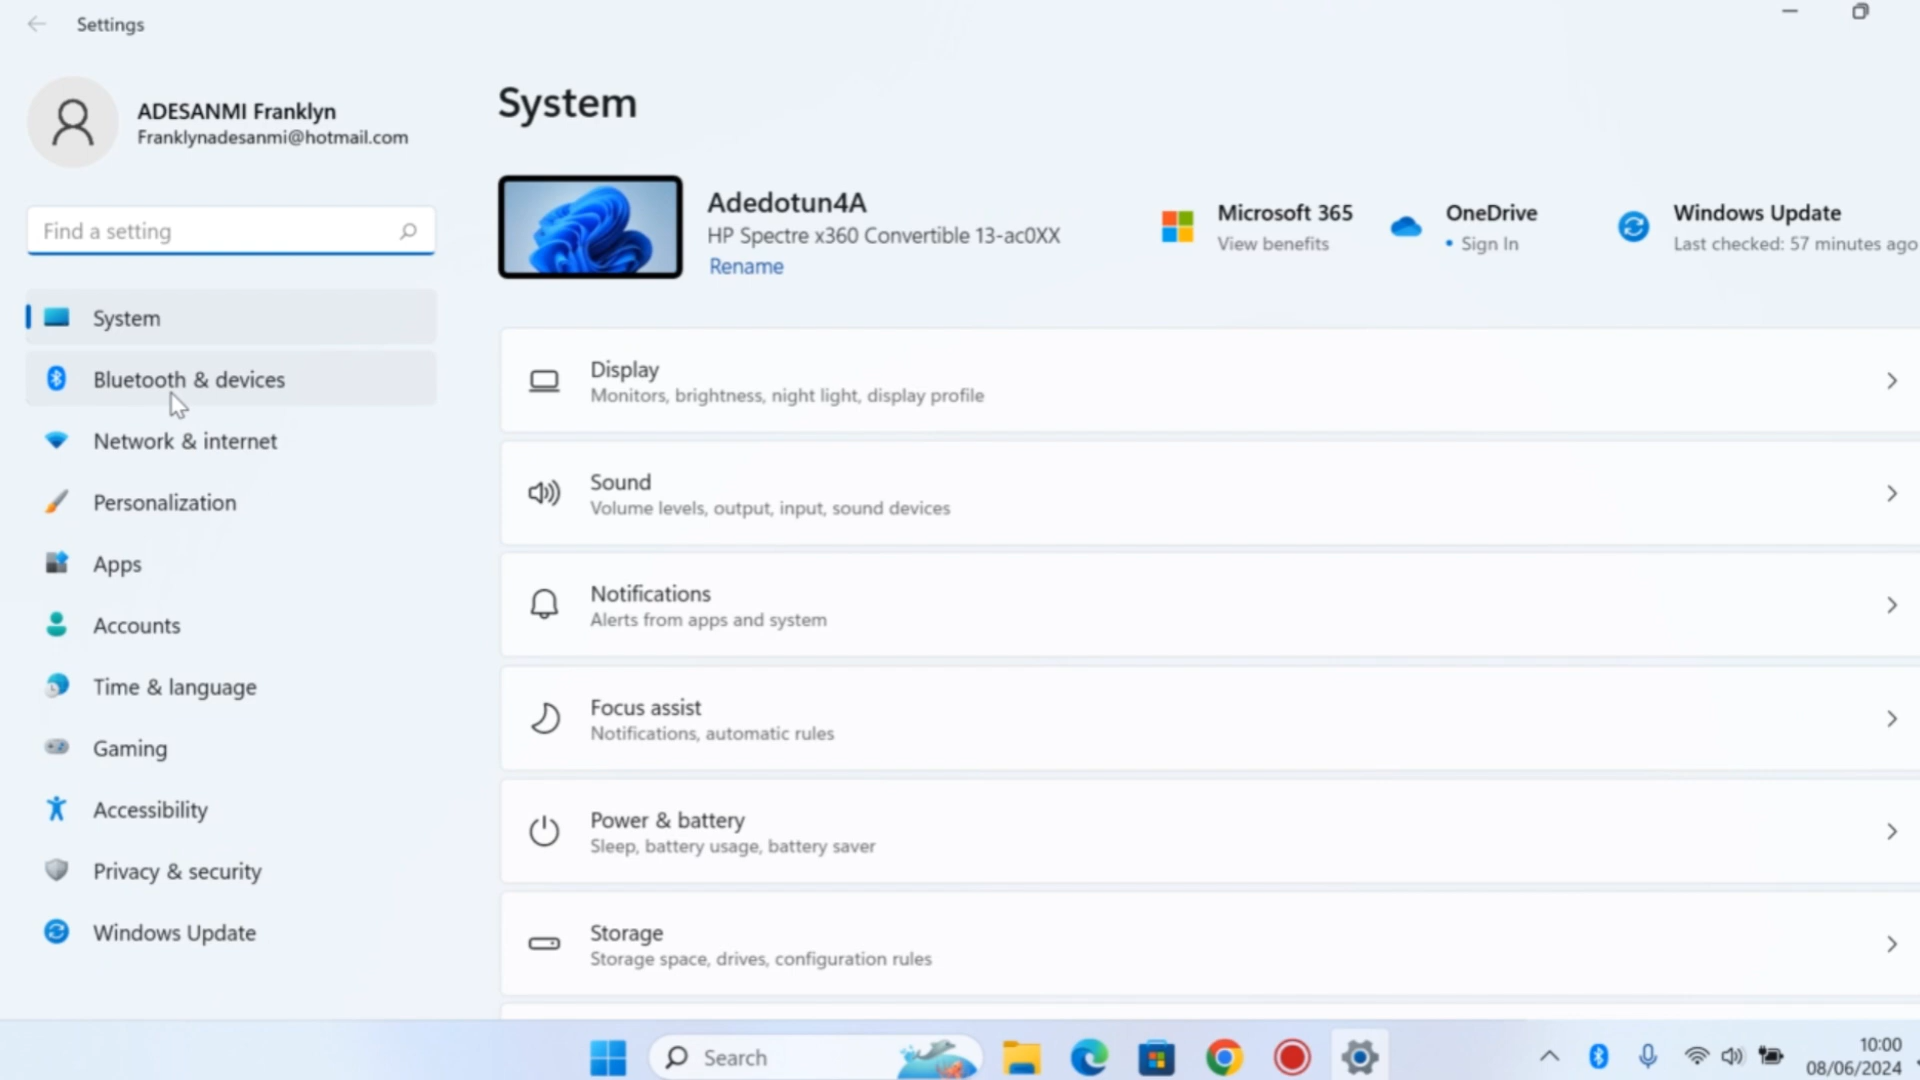 Settings
ADESANMI Franklyn
Franklynadesanmi@hotmail.com
Find a setting
System
Bluetooth & devices
Network & internet
Personalization
Apps
Accounts
Time & language
Gaming
Accessibility
Privacy & security
Windows Update
System
Adedotun4A
HP Spectre x360 Convertible 13-ac0XX
Rename
Microsoft 365
View benefits
OneDrive
• Sign In
Windows Update
Last checked: 57 minutes ago
Display
Monitors, brightness, night light, display profile
Sound
Volume levels, output, input, sound devices
Notifications
Alerts from apps and system
Focus assist
Notifications, automatic rules
Power & battery
Sleep, battery usage, battery saver
Storage
Storage space, drives, configuration rules
Search
10:00
08/06/2024